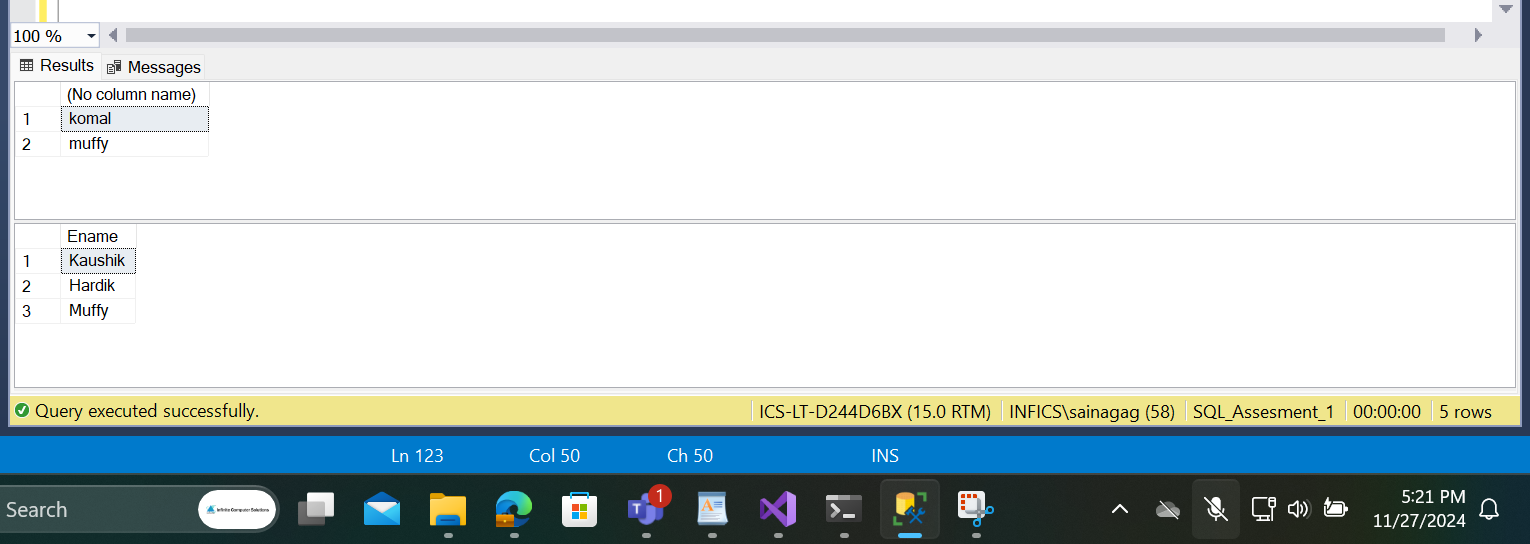 100 %
Results Messages
(No column name)
1 komal
2 muffy
Ename
1 Kaushik
2 Hardik
3 Muffy
Query executed successfully. ICS-LT-D244D6BX (15.0 RTM) INFICS\sainagag (58) SQL_Assesment_1 00:00:00 5 rows
Ln 123 Col 50 Ch 50 INS
Search Infinite Computer Solutions T 1 5:21 PM
11/27/2024